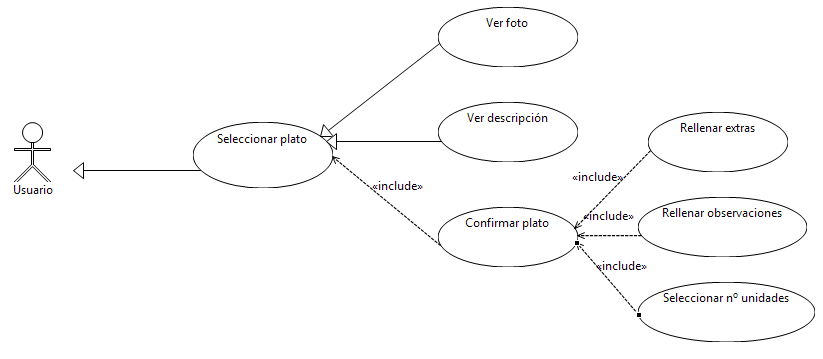 Ver foto
Ver descripción
Rellenar extras
Seleccionar plato
«include»
«include»
Usuario
Rellenar observaciones
«include»
Confirmar plato
«include»
Seleccionar nº unidades